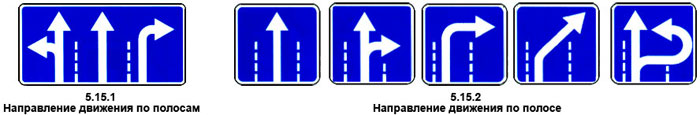 5.15.1
Направление движения по полосам
5.15.2
Направление движения по полосе